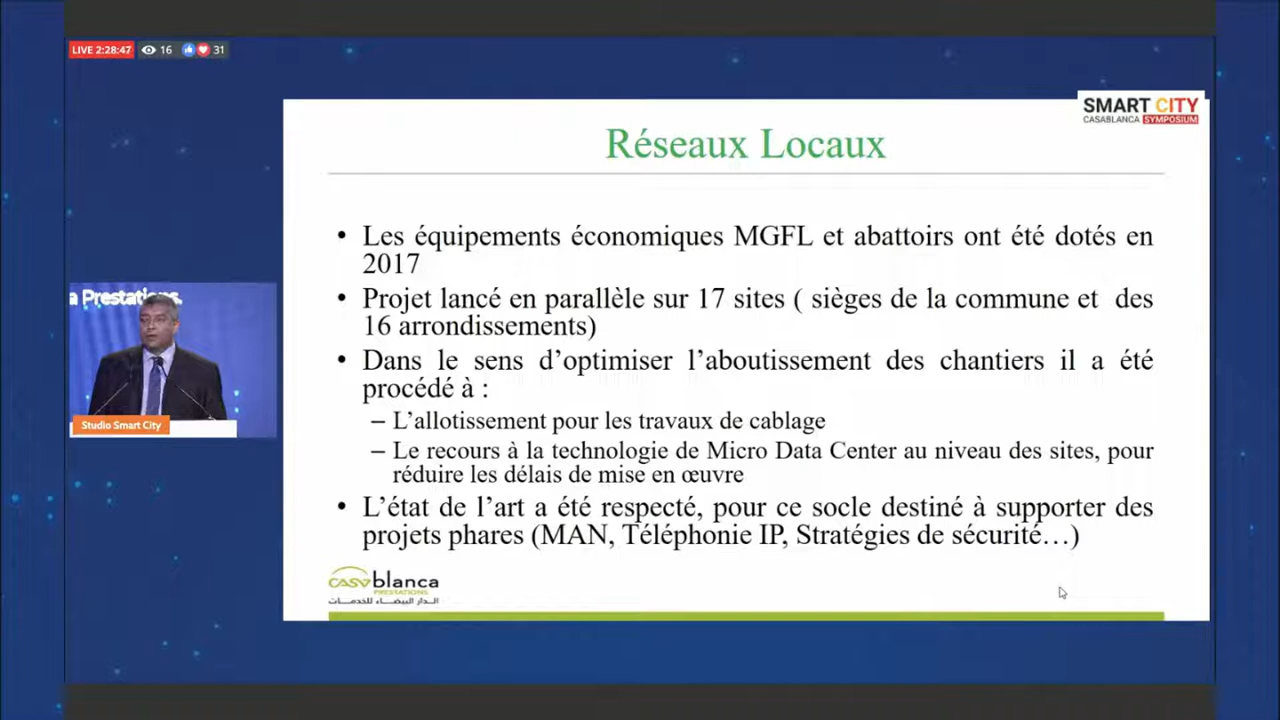 LIVE 2:28:47
16
31
SMART CITY
CASABLANCA SYMPOSIUM
Réseaux Locaux
• Les équipements économiques MGFL et abattoirs ont été dotés en
2017
• Projet lancé en parallèle sur 17 sites ( sièges de la commune et des
16 arrondissements)
• Dans le sens d’optimiser l’aboutissement des chantiers il a été
procédé à :
– L’allotissement pour les travaux de cablage
– Le recours à la technologie de Micro Data Center au niveau des sites, pour
réduire les délais de mise en œuvre
• L’état de l’art a été respecté, pour ce socle destiné à supporter des
projets phares (MAN, Téléphonie IP, Stratégies de sécurité…)
a Prestations.
Studio Smart City
CASAblanca
PRESTATIONS
الدار البيضاء للخدمات